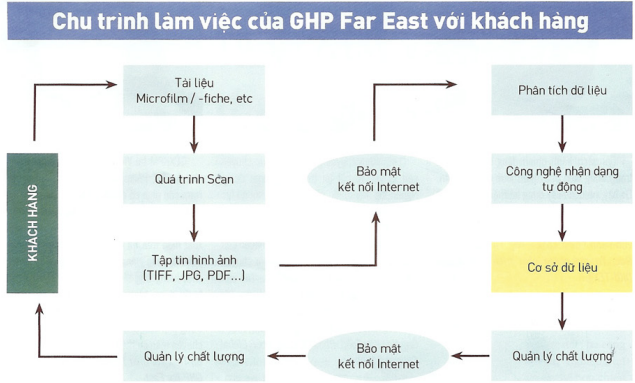 Chu trình làm việc của GHP Far East với khách hàng
KHÁCH HÀNG
Tài liệu
Microfilm / -fiche, etc
Quá trình Scan
Tập tin hình ảnh
(TIFF, JPG, PDF...)
Bảo mật
kết nối Internet
Phân tích dữ liệu
Công nghệ nhận dạng
tự động
Cơ sở dữ liệu
Quản lý chất lượng
Bảo mật
kết nối Internet
Quản lý chất lượng